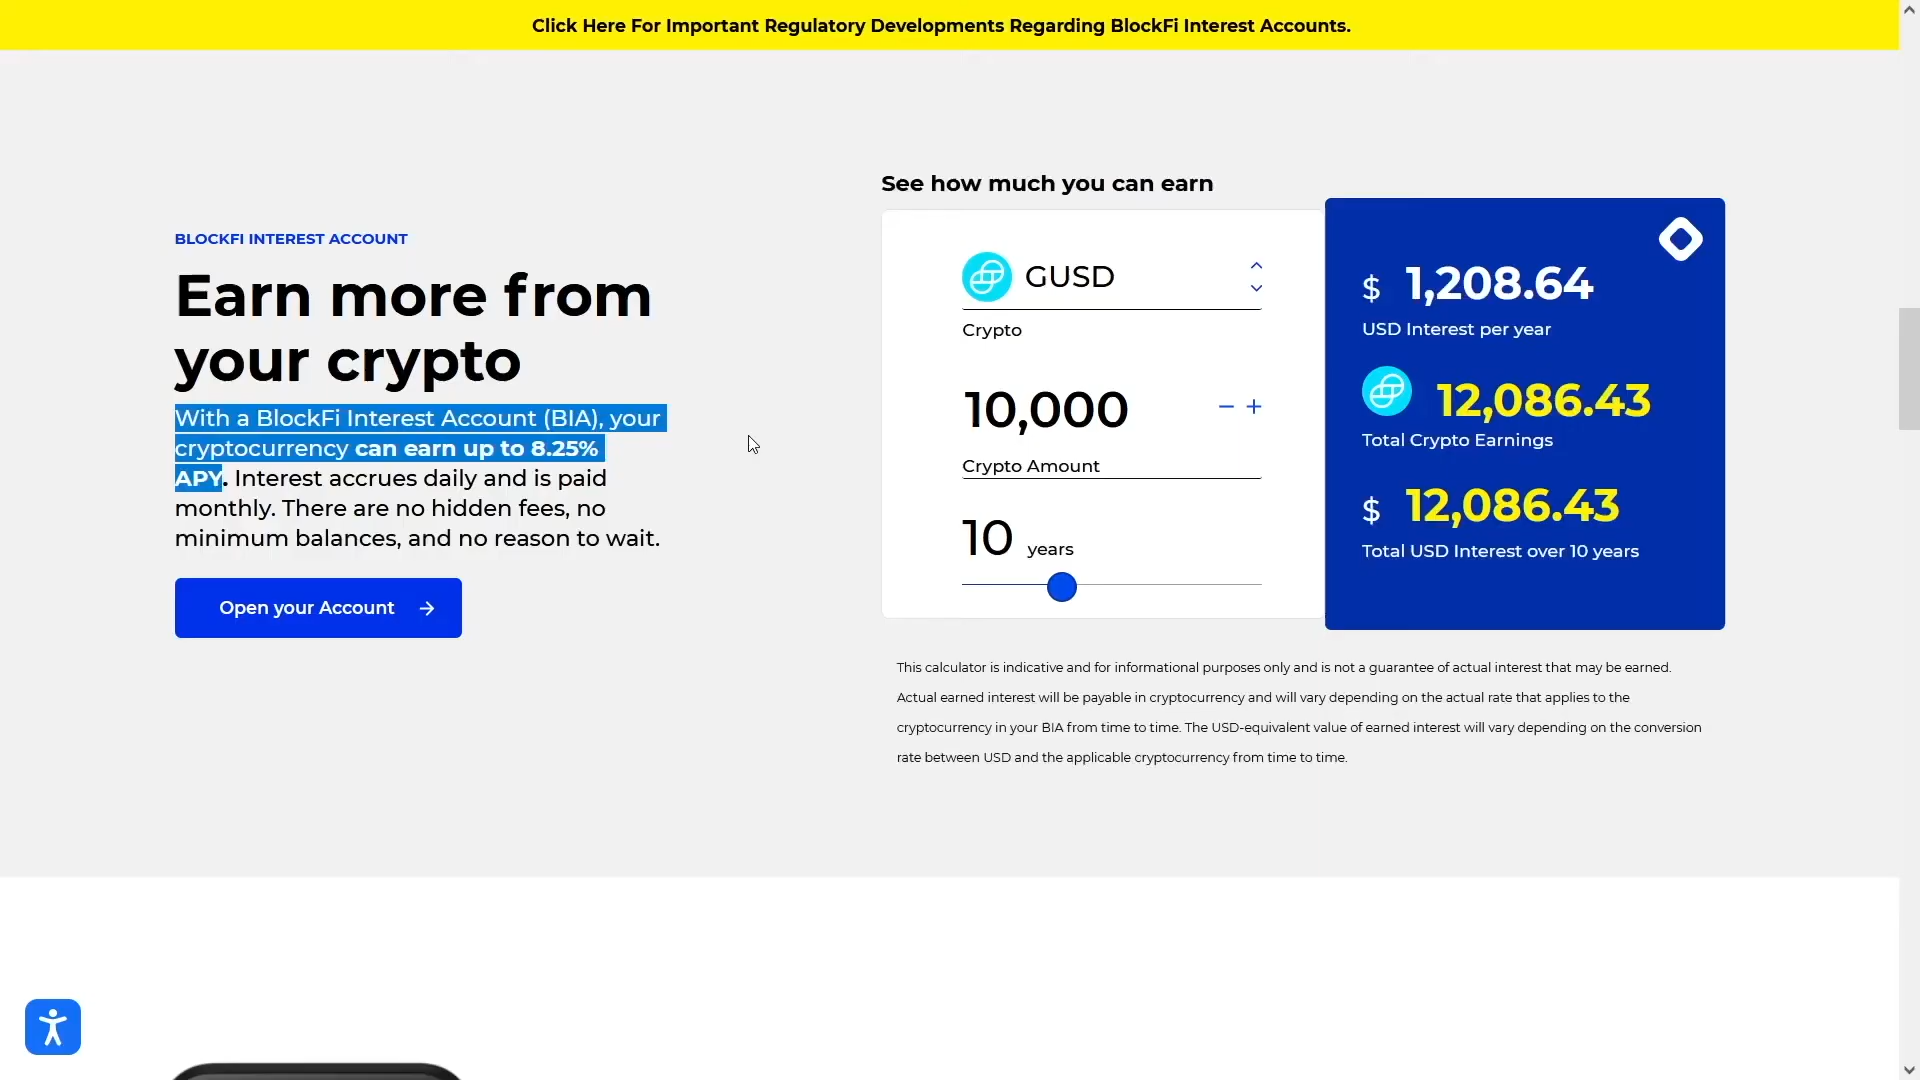 Click Here For Important Regulatory Developments Regarding BlockFi Interest Accounts.
BLOCKFI INTEREST ACCOUNT
Earn more from
your crypto
With a BlockFi Interest Account (BIA), your
cryptocurrency can earn up to 8.25%
APY. Interest accrues daily and is paid
monthly. There are no hidden fees, no
minimum balances, and no reason to wait.
Open your Account
See how much you can earn
GUSD
Crypto
10,000
Crypto Amount
10 years
$ 1,208.64
USD Interest per year
12,086.43
Total Crypto Earnings
$ 12,086.43
Total USD Interest over 10 years
This calculator is indicative and for informational purposes only and is not a guarantee of actual interest that may be earned.
Actual earned interest will be payable in cryptocurrency and will vary depending on the actual rate that applies to the
cryptocurrency in your BIA from time to time. The USD-equivalent value of earned interest will vary depending on the conversion
rate between USD and the applicable cryptocurrency from time to time.